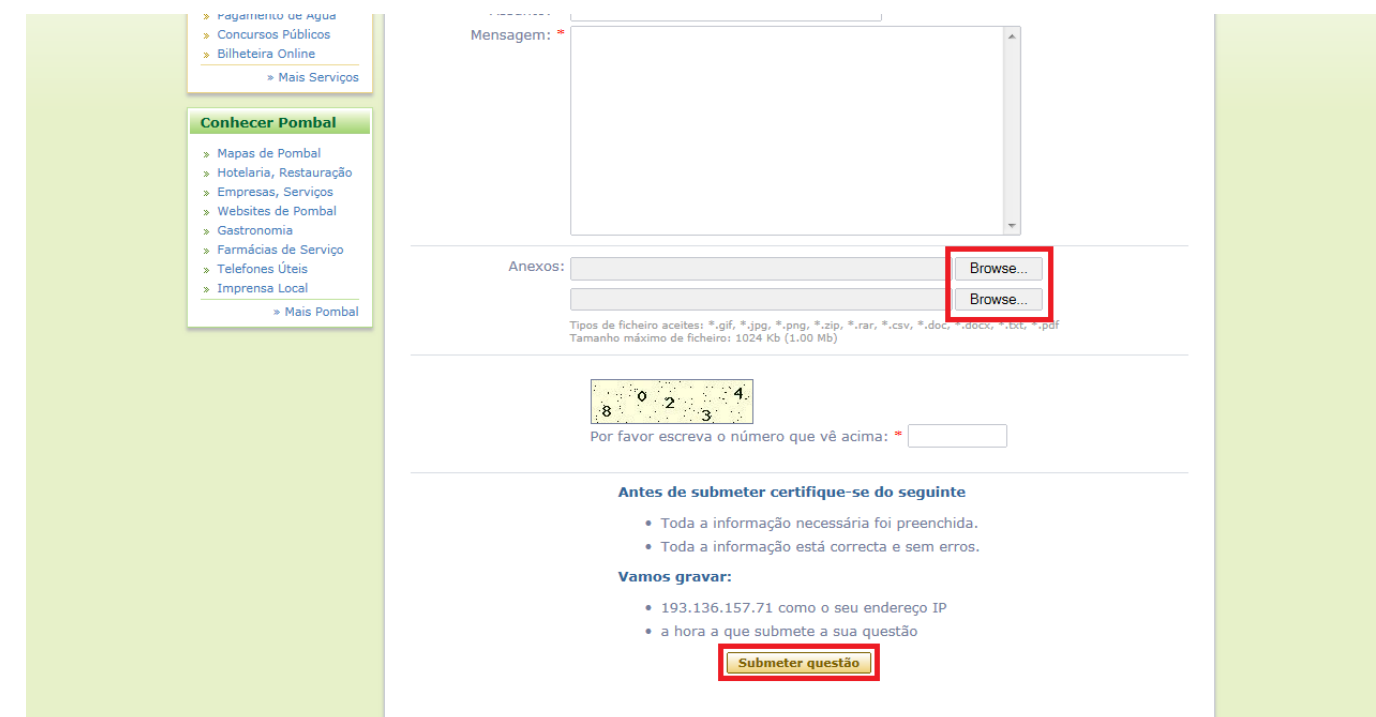 Pagamento de Água
» Concursos Públicos
» Bilheteira Online
» Mais Serviços
Conhecer Pombal
» Mapas de Pombal
» Hotelaria, Restauração
» Empresas, Serviços
» Websites de Pombal
» Gastronomia
» Farmácias de Serviço
» Telefones Úteis
» Imprensa Local
» Mais Pombal
Mensagem: *
Anexos:
Browse...
Browse...
Tipos de ficheiro aceites: *.gif, *.jpg, *.png, *.zip, *.rar, *.csv, *.doc, *.docx, *.txt, *.pdf
Tamanho máximo de ficheiro: 1024 Kb (1.00 Mb)
8 0 2 3 4
Por favor escreva o número que vê acima: *
Antes de submeter certifique-se do seguinte
• Toda a informação necessária foi preenchida.
• Toda a informação está correcta e sem erros.
Vamos gravar:
• 193.136.157.71 como o seu endereço IP
• a hora a que submete a sua questão
Submeter questão